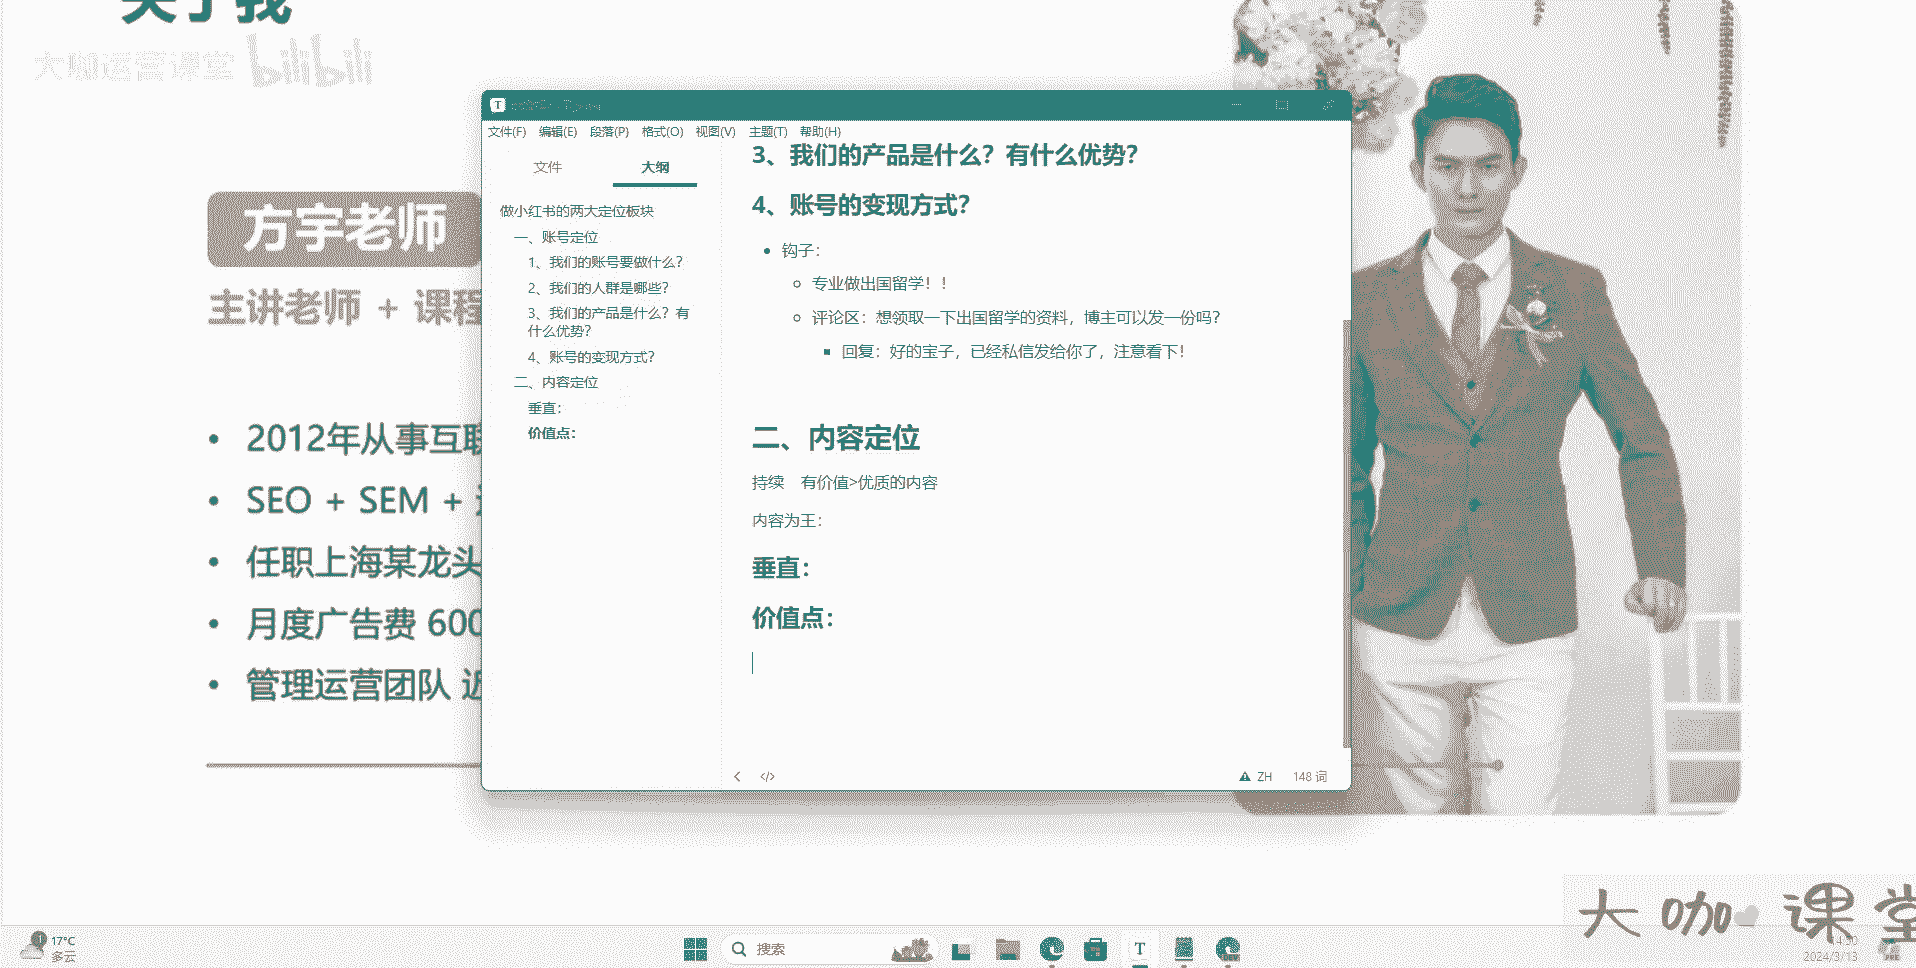 关于我
大咖运营课堂 bilibili
方宇老师
主讲老师 + 课程
• 2012年从事互联
• SEO + SEM +
• 任职上海某龙头
• 月度广告费 600
• 管理运营团队 近
文件(F) 编辑(E) 段落(P) 格式(O) 视图(V) 主题(T) 帮助(H)
文件 大纲
做小红书的两大定位板块
一、账号定位
1、我们的账号要做什么?
2、我们的人群是哪些?
3、我们的产品是什么? 有
什么优势?
4、账号的变现方式?
二、内容定位
垂直:
价值点:
3、我们的产品是什么? 有什么优势?
4、账号的变现方式?
• 钩子:
专业做出国留学! !
评论区: 想领取一下出国留学的资料, 博主可以发一份吗?
回复: 好的宝子, 已经私信发给你了, 注意看下!
二、内容定位
持续 有价值>优质的内容
内容为王:
垂直:
价值点:
ZH 148 词
大咖课堂
17°C
多云
搜索
14:30
2024/3/13